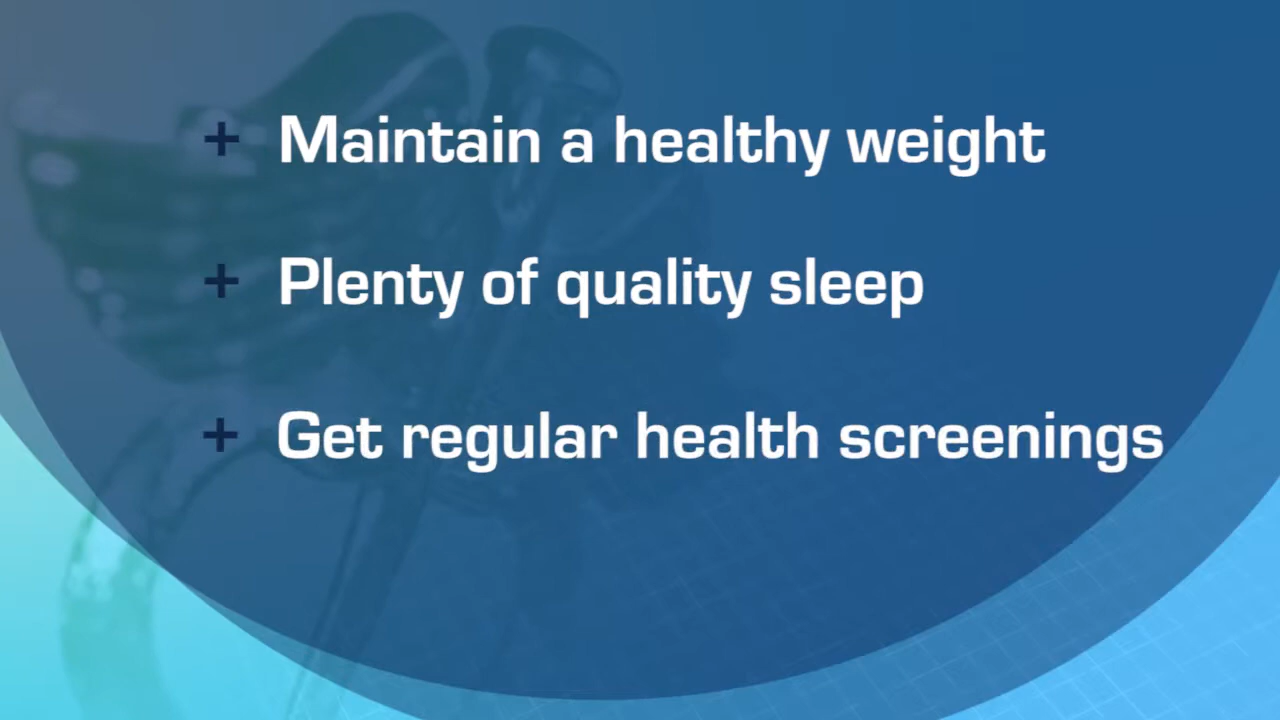 + Maintain a healthy weight
+ Plenty of quality sleep
+ Get regular health screenings